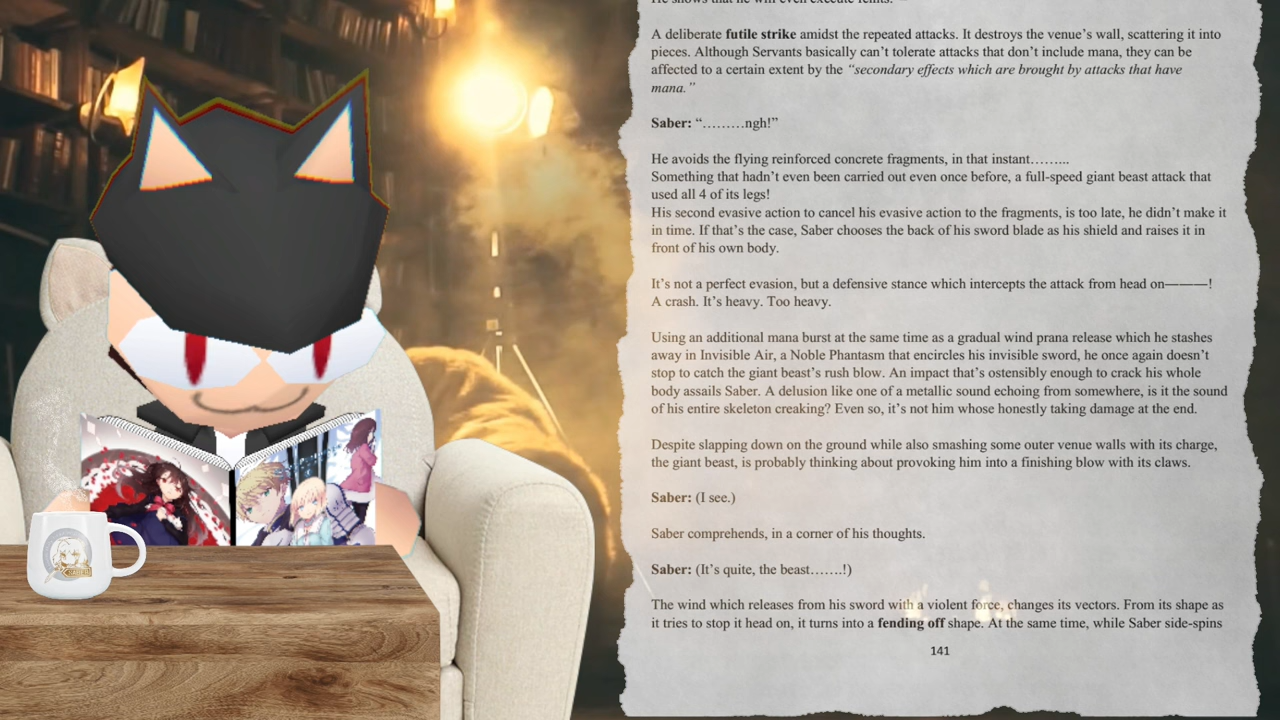 A deliberate futile strike amidst the repeated attacks. It destroys the venue's wall, scattering it into
pieces. Although Servants basically can't tolerate attacks that don't include mana, they can be
affected to a certain extent by the “secondary effects which are brought by attacks that have
mana.”
Saber: “………ngh!”
He avoids the flying reinforced concrete fragments, in that instant……...
Something that hadn't even been carried out even once before, a full-speed giant beast attack that
used all 4 of its legs!
His second evasive action to cancel his evasive action to the fragments, is too late, he didn't make it
in time. If that's the case, Saber chooses the back of his sword blade as his shield and raises it in
front of his own body.
It's not a perfect evasion, but a defensive stance which intercepts the attack from head on———!
A crash. It's heavy. Too heavy.
Using an additional mana burst at the same time as a gradual wind prana release which he stashes
away in Invisible Air, a Noble Phantasm that encircles his invisible sword, he once again doesn't
stop to catch the giant beast's rush blow. An impact that's ostensibly enough to crack his whole
body assails Saber. A delusion like one of a metallic sound echoing from somewhere, is it the sound
of his entire skeleton creaking? Even so, it's not him whose honestly taking damage at the end.
Despite slapping down on the ground while also smashing some outer venue walls with its charge,
the giant beast, is probably thinking about provoking him into a finishing blow with its claws.
Saber: (I see.)
Saber comprehends, in a corner of his thoughts.
Saber: (It's quite, the beast…….!)
The wind which releases from his sword with a violent force, changes its vectors. From its shape as
it tries to stop it head on, it turns into a fending off shape. At the same time, while Saber side-spins
141